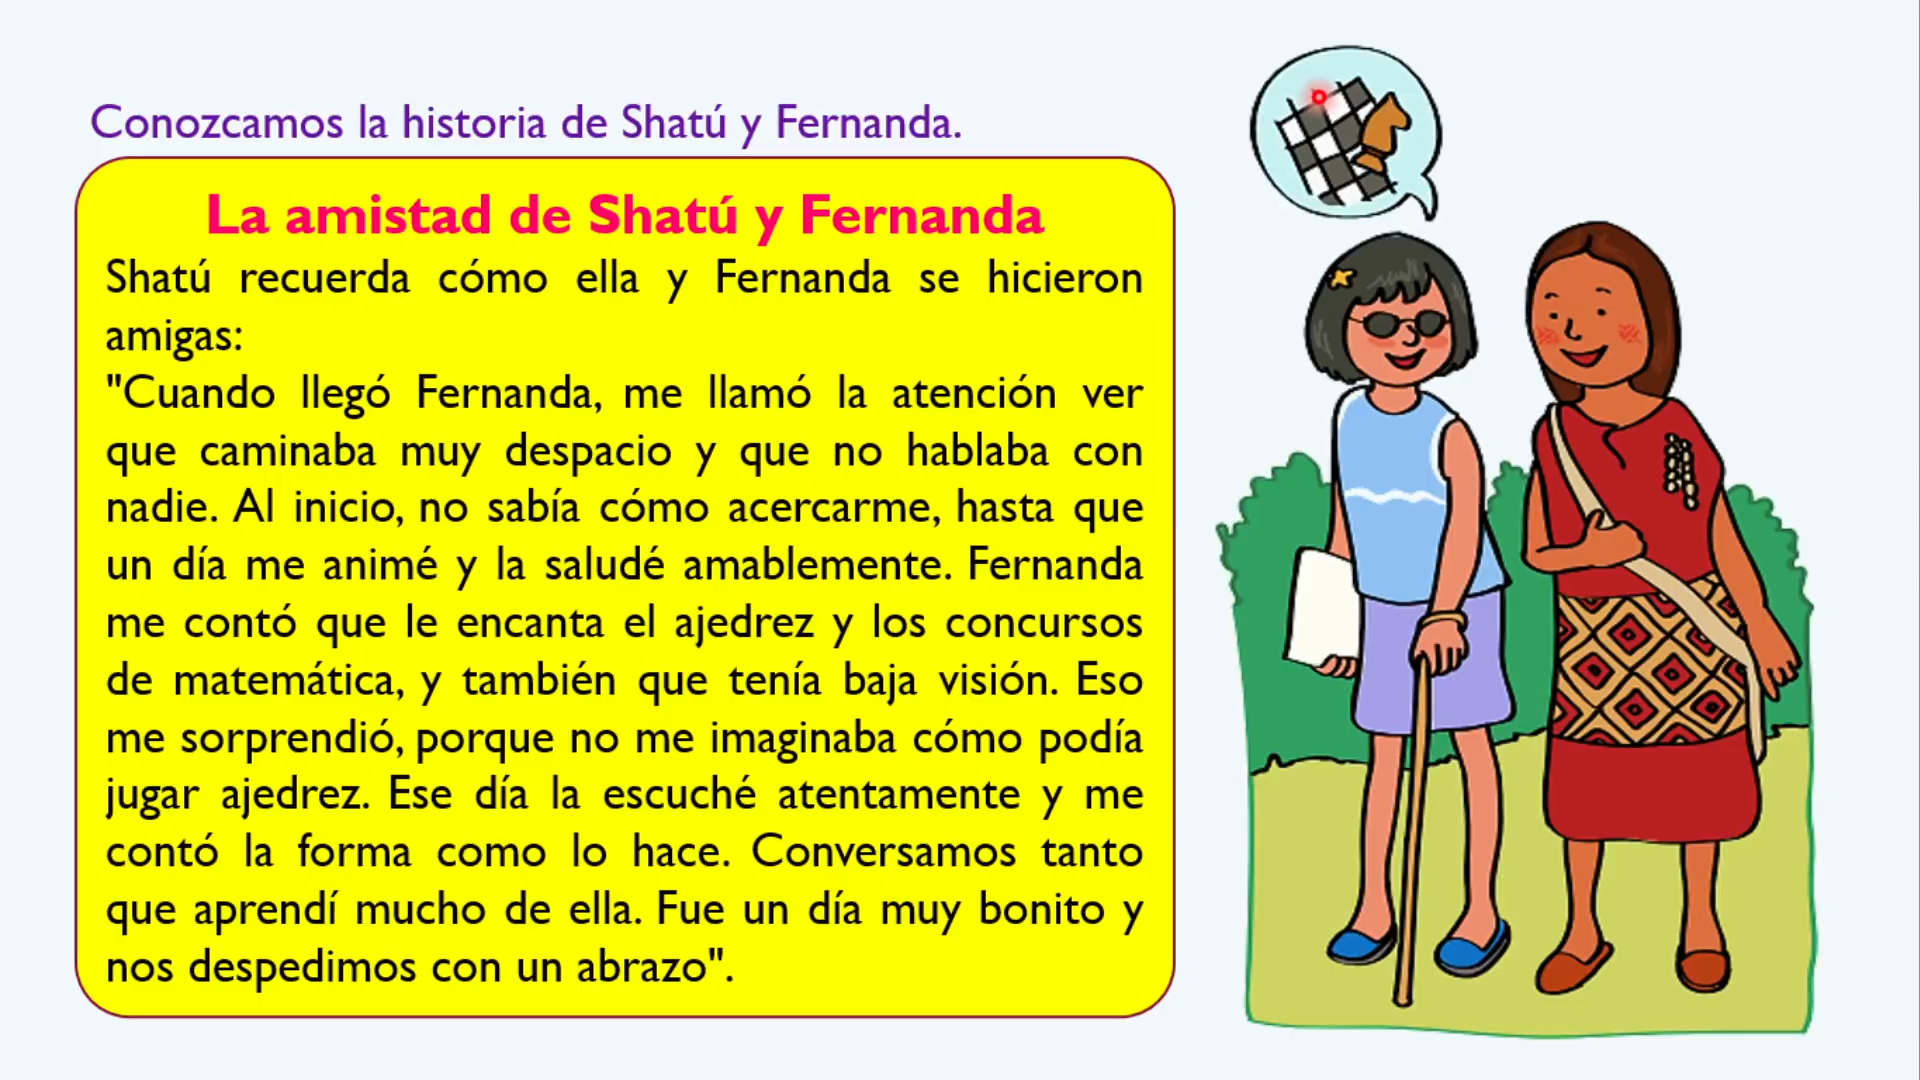 Conozcamos la historia de Shatú y Fernanda.
La amistad de Shatú y Fernanda
Shatú recuerda cómo ella y Fernanda se hicieron
amigas:
"Cuando llegó Fernanda, me llamó la atención ver
que caminaba muy despacio y que no hablaba con
nadie. Al inicio, no sabía cómo acercarme, hasta que
un día me animé y la saludé amablemente. Fernanda
me contó que le encanta el ajedrez y los concursos
de matemática, y también que tenía baja visión. Eso
me sorprendió, porque no me imaginaba cómo podía
jugar ajedrez. Ese día la escuché atentamente y me
contó la forma como lo hace. Conversamos tanto
que aprendí mucho de ella. Fue un día muy bonito y
nos despedimos con un abrazo".